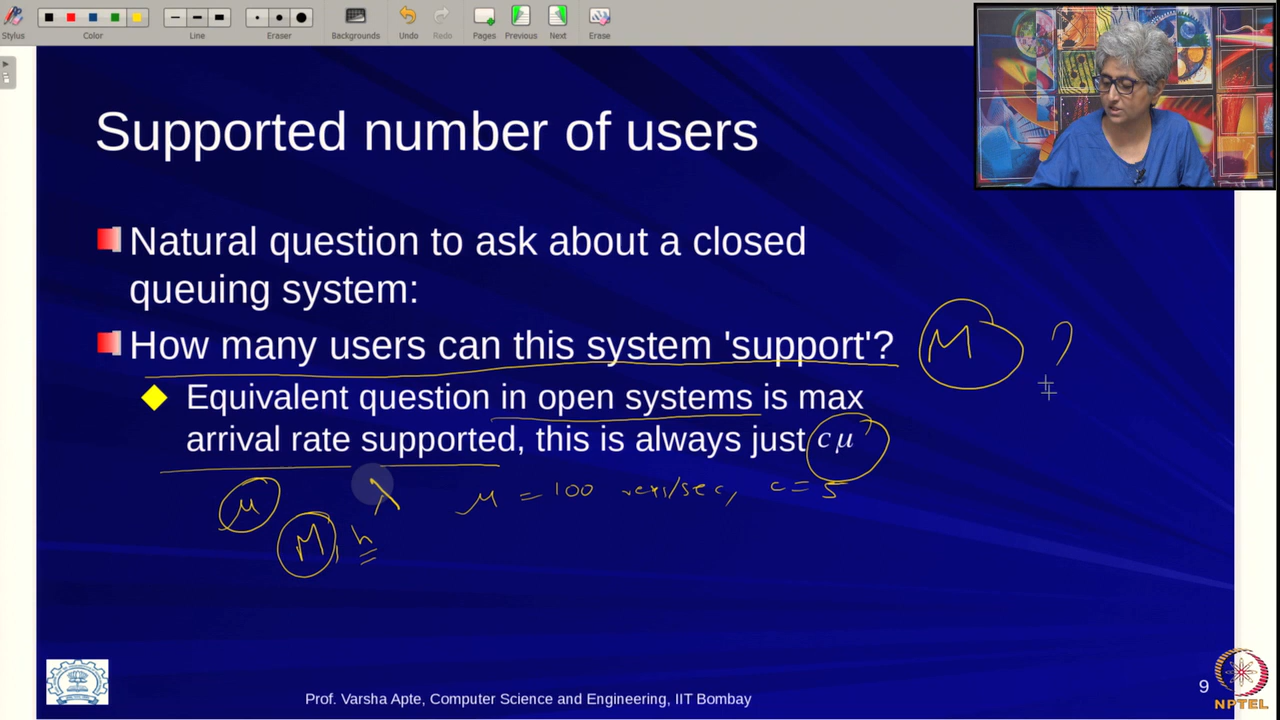 Stylus Color Line Eraser Backgrounds Undo Redo Pages Previous Next Erase
Supported number of users
Natural question to ask about a closed
queuing system:
How many users can this system 'support'? M ?
Equivalent question in open systems is max
arrival rate supported, this is always just cμ
μ λ μ = 100 reqs/sec, c = 5
M, h
Prof. Varsha Apte, Computer Science and Engineering, IIT Bombay
9
NPTEL